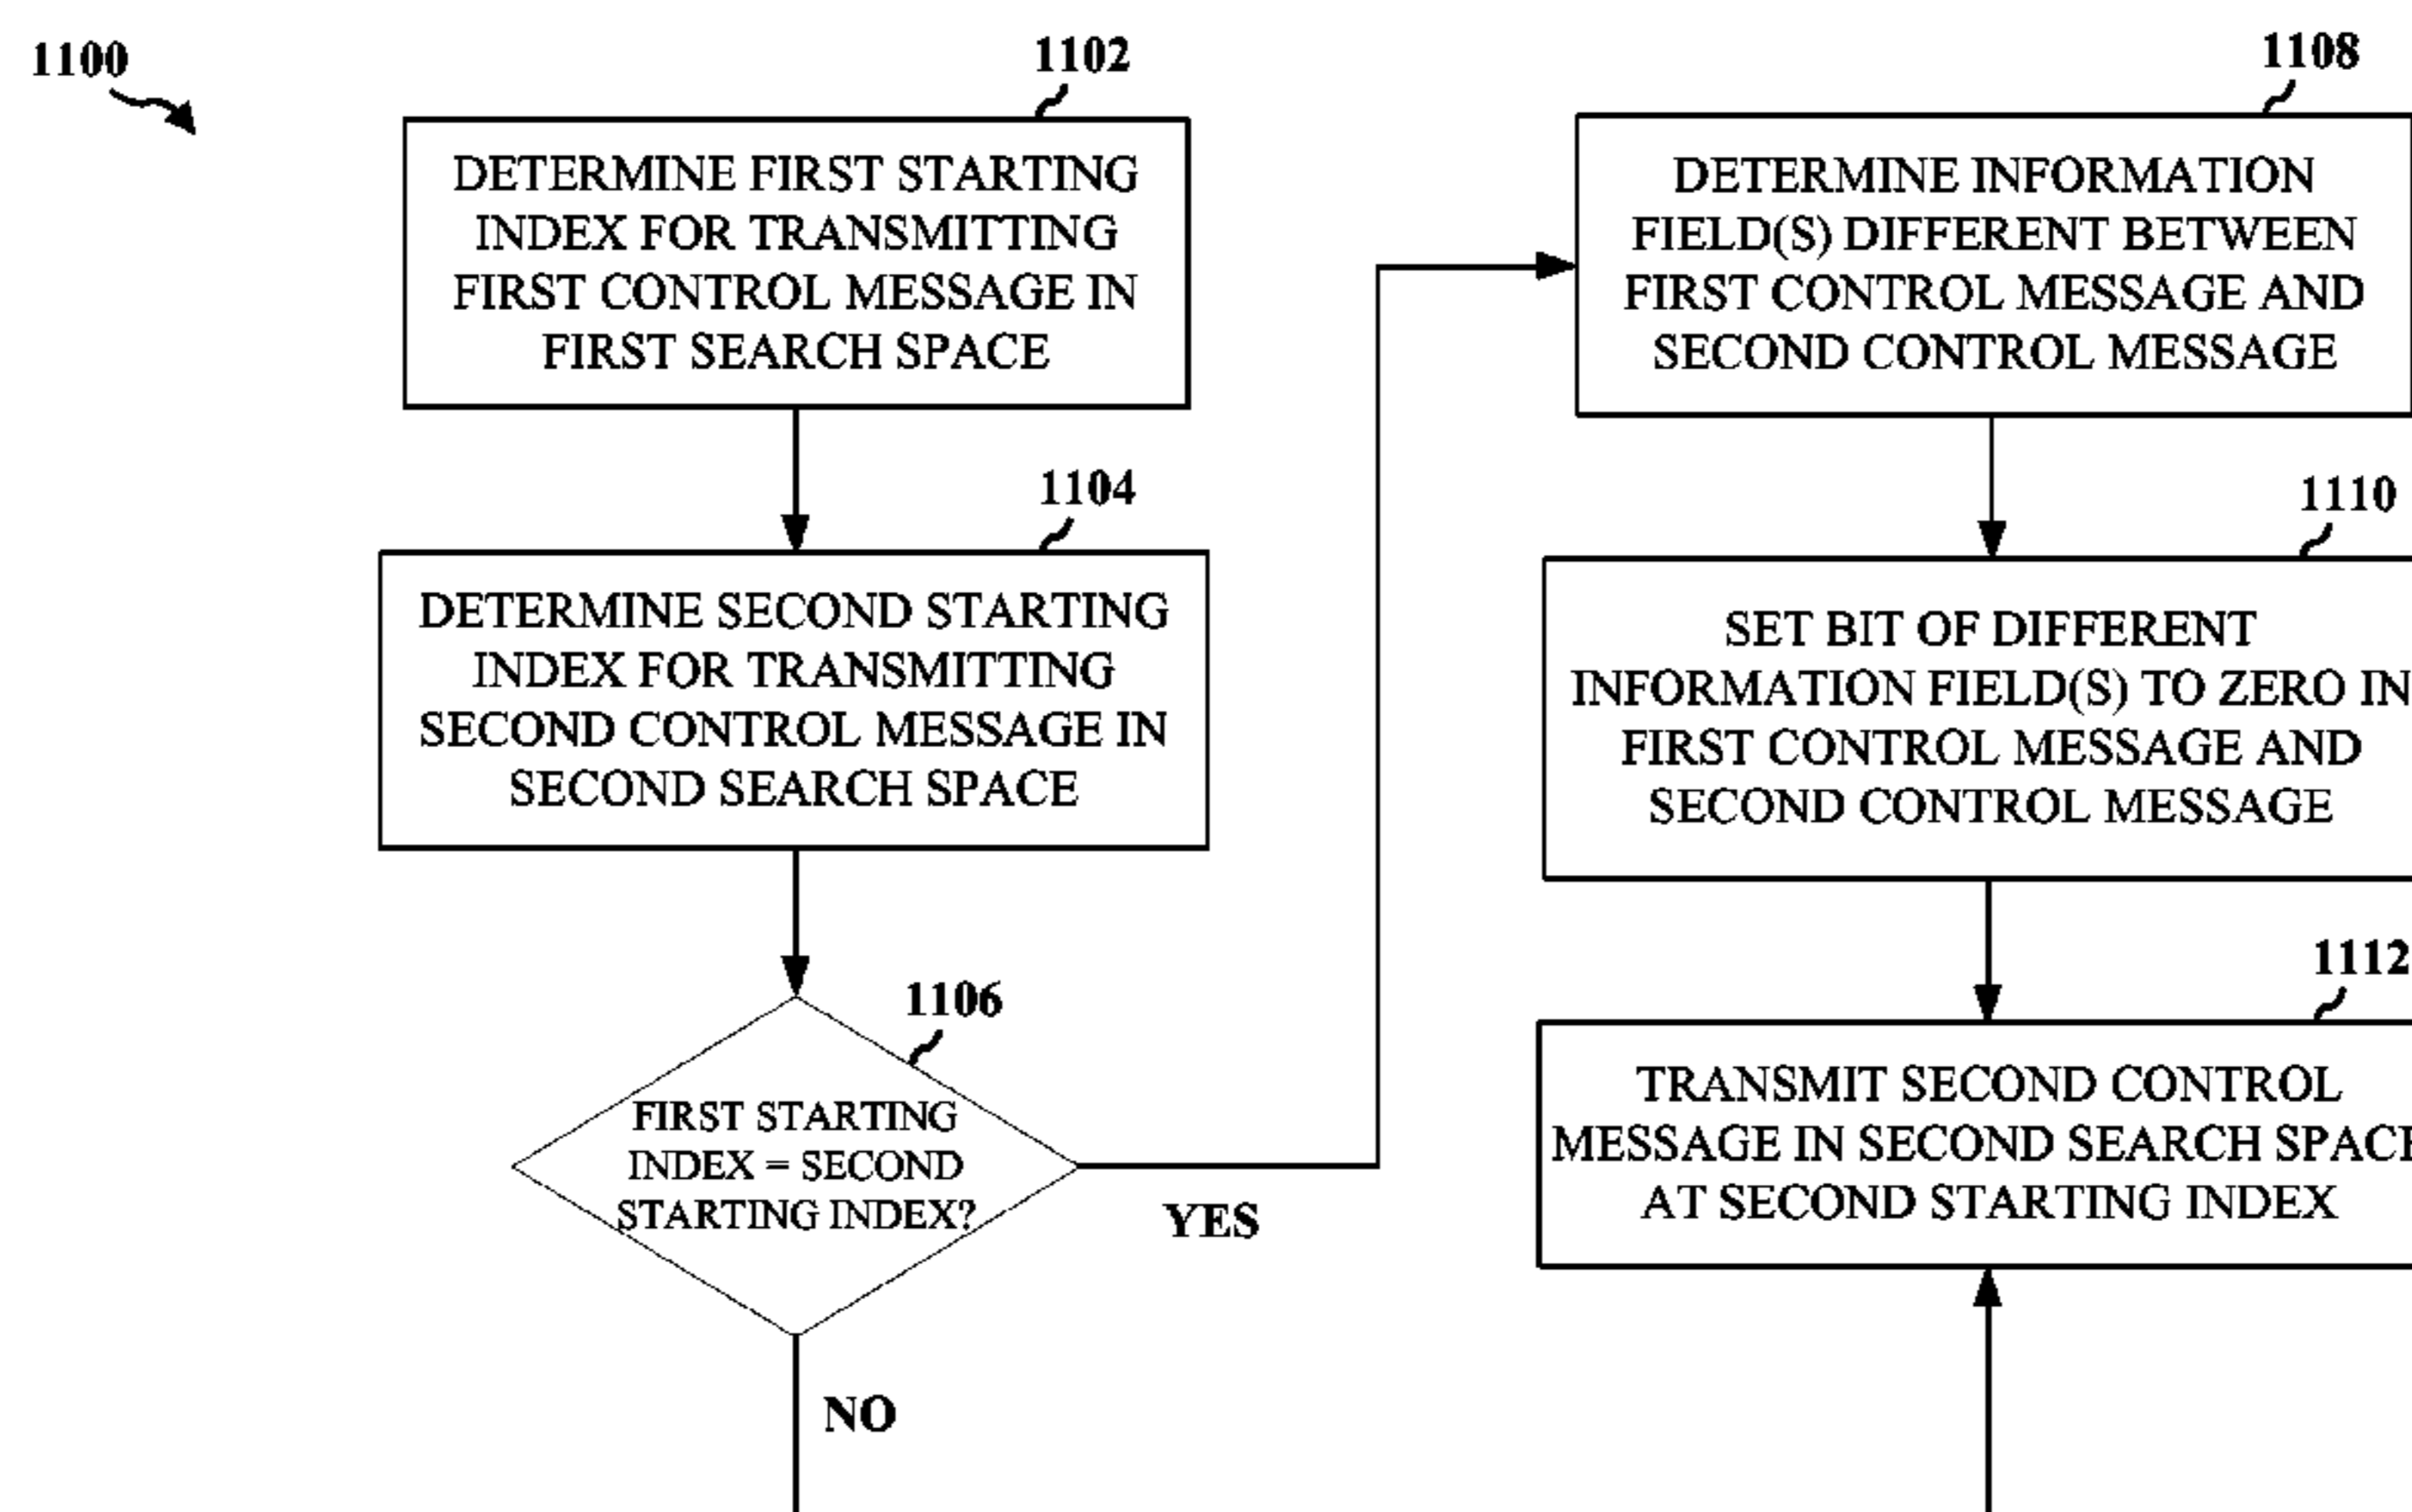 1100
1102
DETERMINE FIRST STARTING
INDEX FOR TRANSMITTING
FIRST CONTROL MESSAGE IN
FIRST SEARCH SPACE
1104
DETERMINE SECOND STARTING
INDEX FOR TRANSMITTING
SECOND CONTROL MESSAGE IN
SECOND SEARCH SPACE
1106
FIRST STARTING
INDEX = SECOND
STARTING INDEX?
YES
NO
1108
DETERMINE INFORMATION
FIELD(S) DIFFERENT BETWEEN
FIRST CONTROL MESSAGE AND
SECOND CONTROL MESSAGE
1110
SET BIT OF DIFFERENT
INFORMATION FIELD(S) TO ZERO IN
FIRST CONTROL MESSAGE AND
SECOND CONTROL MESSAGE
1112
TRANSMIT SECOND CONTROL
MESSAGE IN SECOND SEARCH SPACE
AT SECOND STARTING INDEX